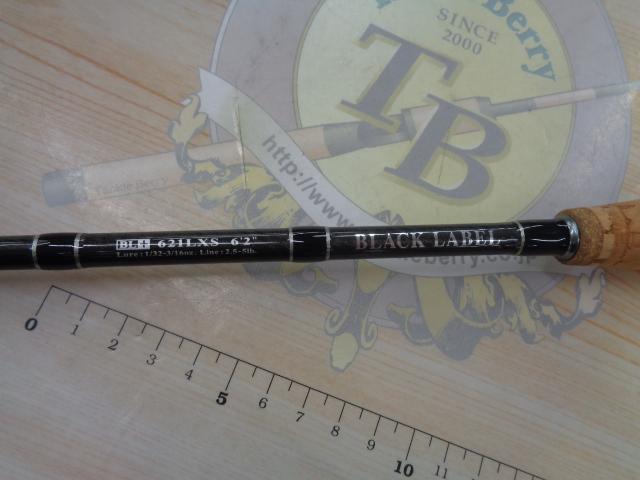 Berry
SINCE
2000
TB
Tackle Berry
http://www.
BL+ 621LXS 6'2"
Lure : 1/32-3/16oz. Line : 2.5-5lb.
BLACK LABEL
0 1 2 3 4 5 6 7 8 9 10 11 12